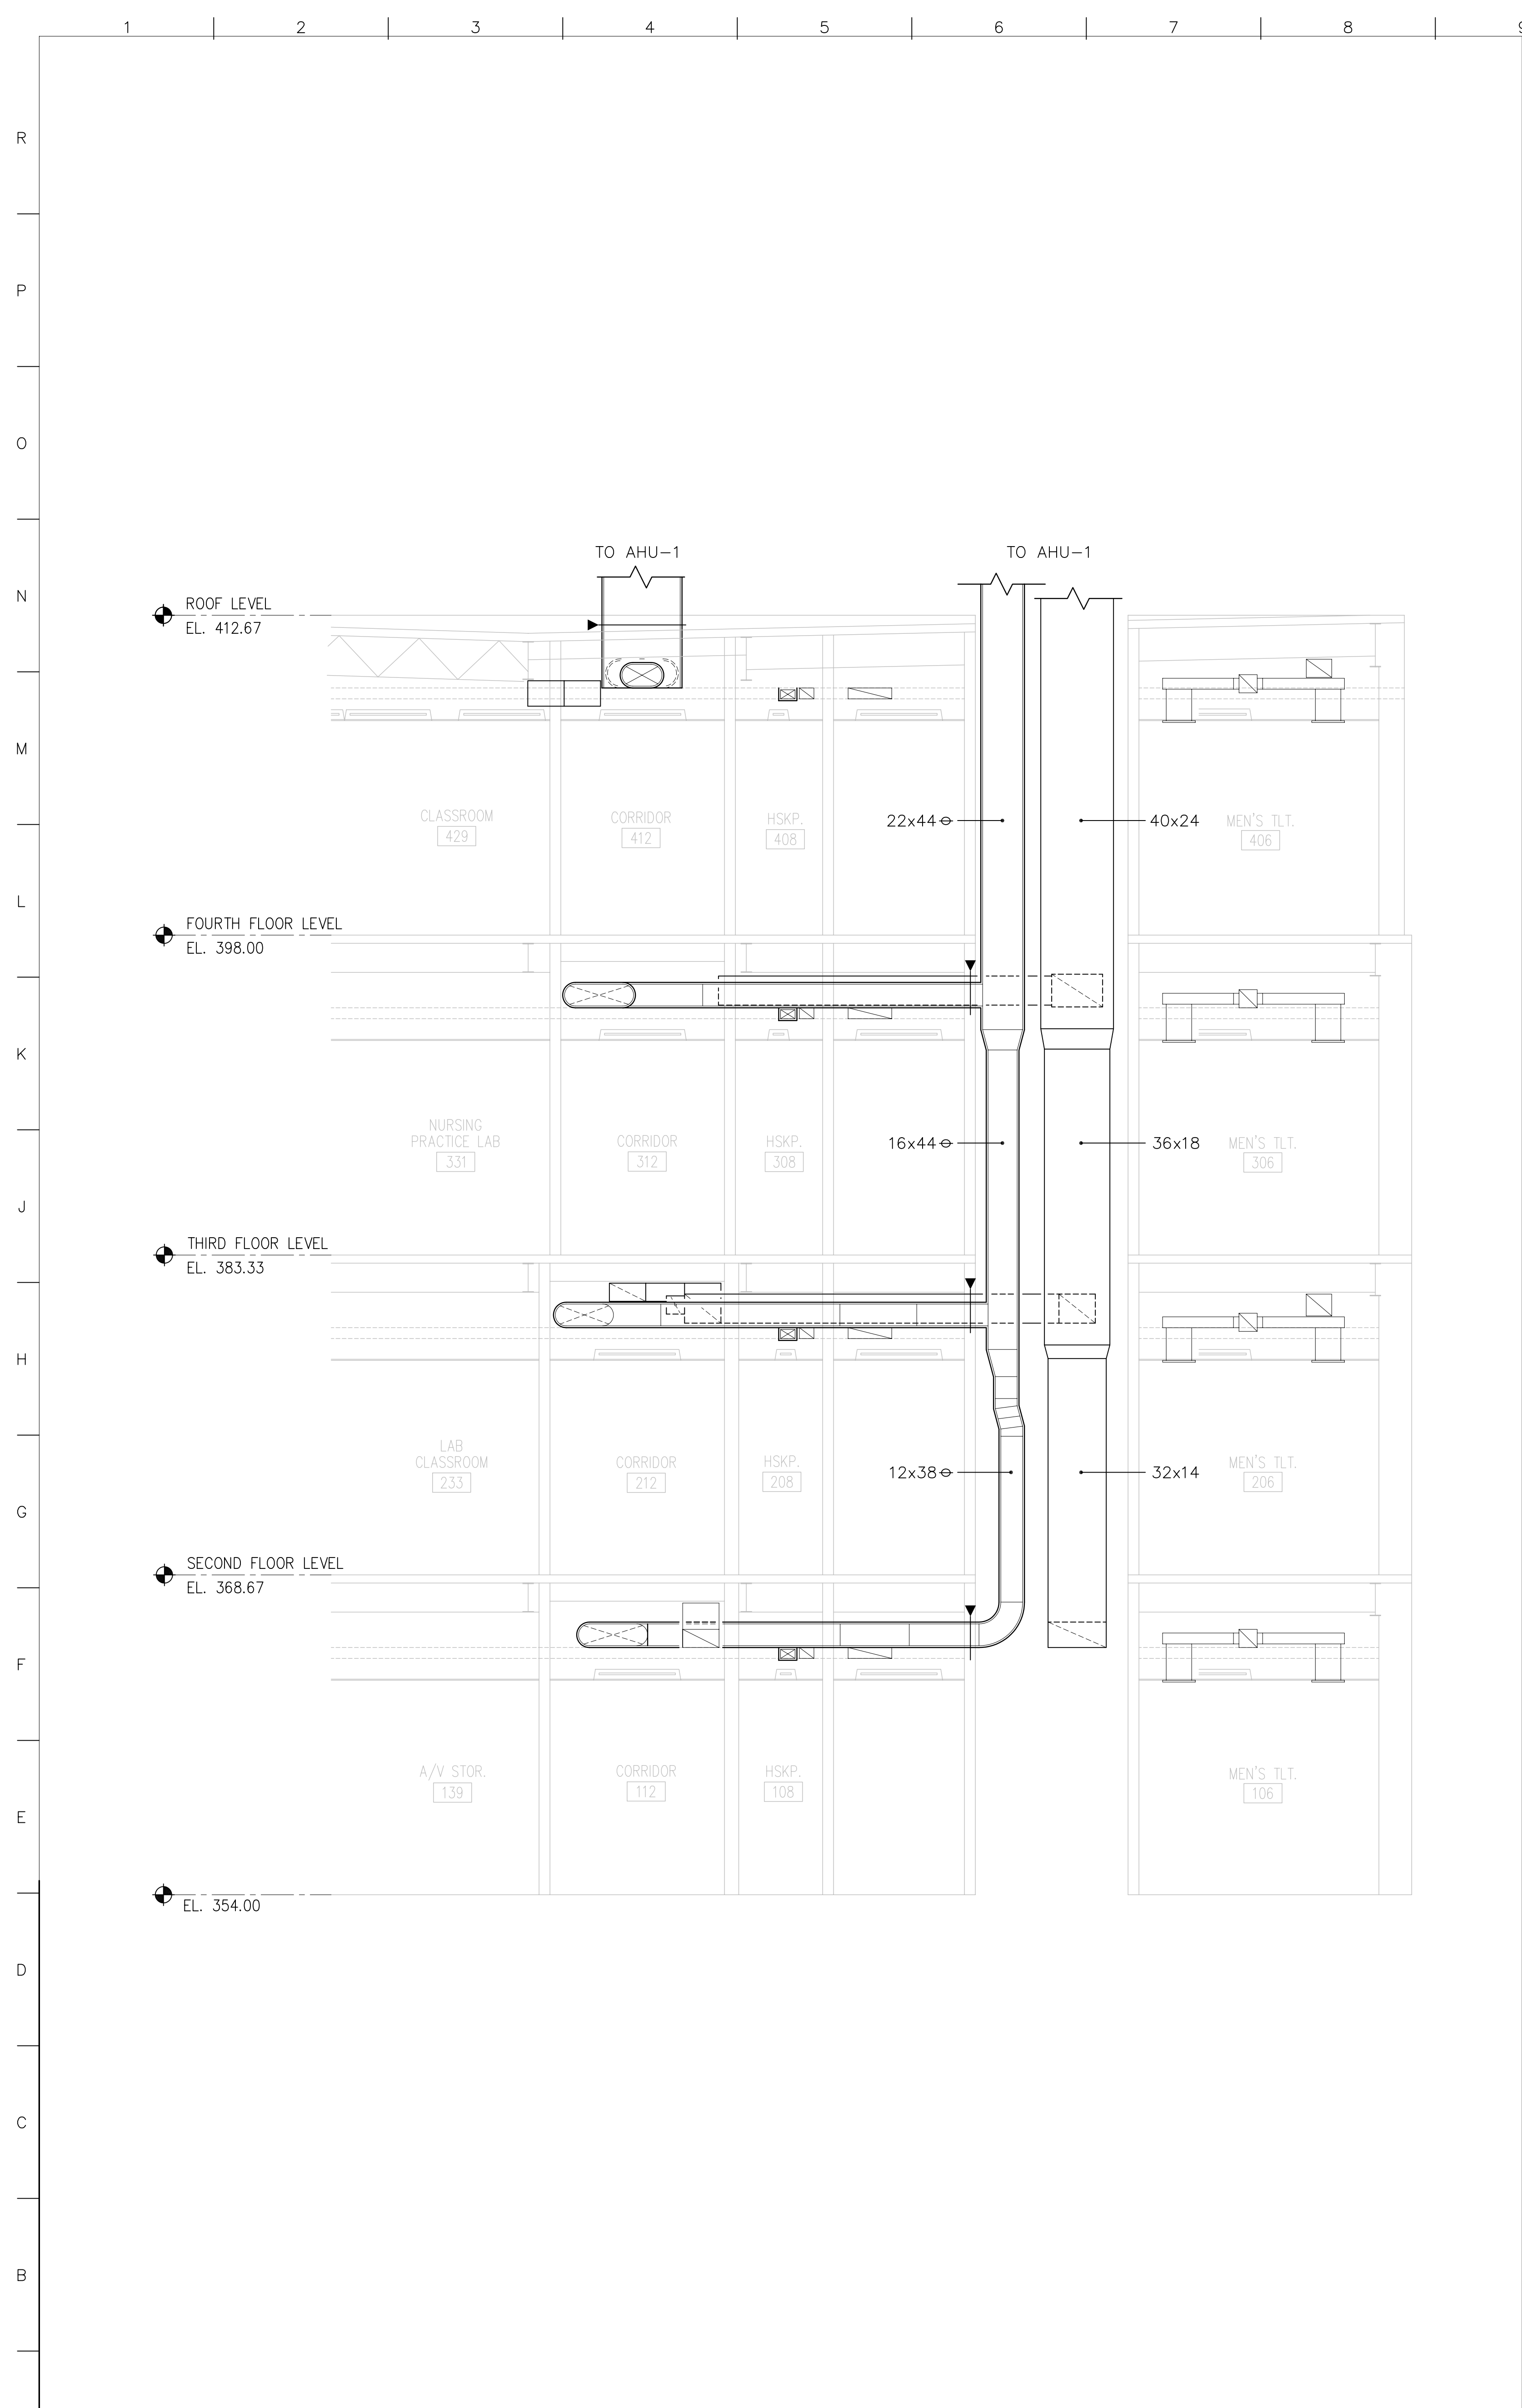 1 2 3 4 5 6 7 8 9
R
P
O
TO AHU-1 TO AHU-1
N
ROOF LEVEL
EL. 412.67
M
CLASSROOM
429
CORRIDOR
412
HSKP.
408
22x44⌀
40x24
MEN'S TLT.
406
L
FOURTH FLOOR LEVEL
EL. 398.00
K
NURSING
PRACTICE LAB
331
CORRIDOR
312
HSKP.
308
16x44⌀
36x18
MEN'S TLT.
306
J
THIRD FLOOR LEVEL
EL. 383.33
H
LAB
CLASSROOM
233
CORRIDOR
212
HSKP.
208
12x38⌀
32x14
MEN'S TLT.
206
G
SECOND FLOOR LEVEL
EL. 368.67
F
A/V STOR.
139
CORRIDOR
112
HSKP.
108
MEN'S TLT.
106
E
EL. 354.00
D
C
B